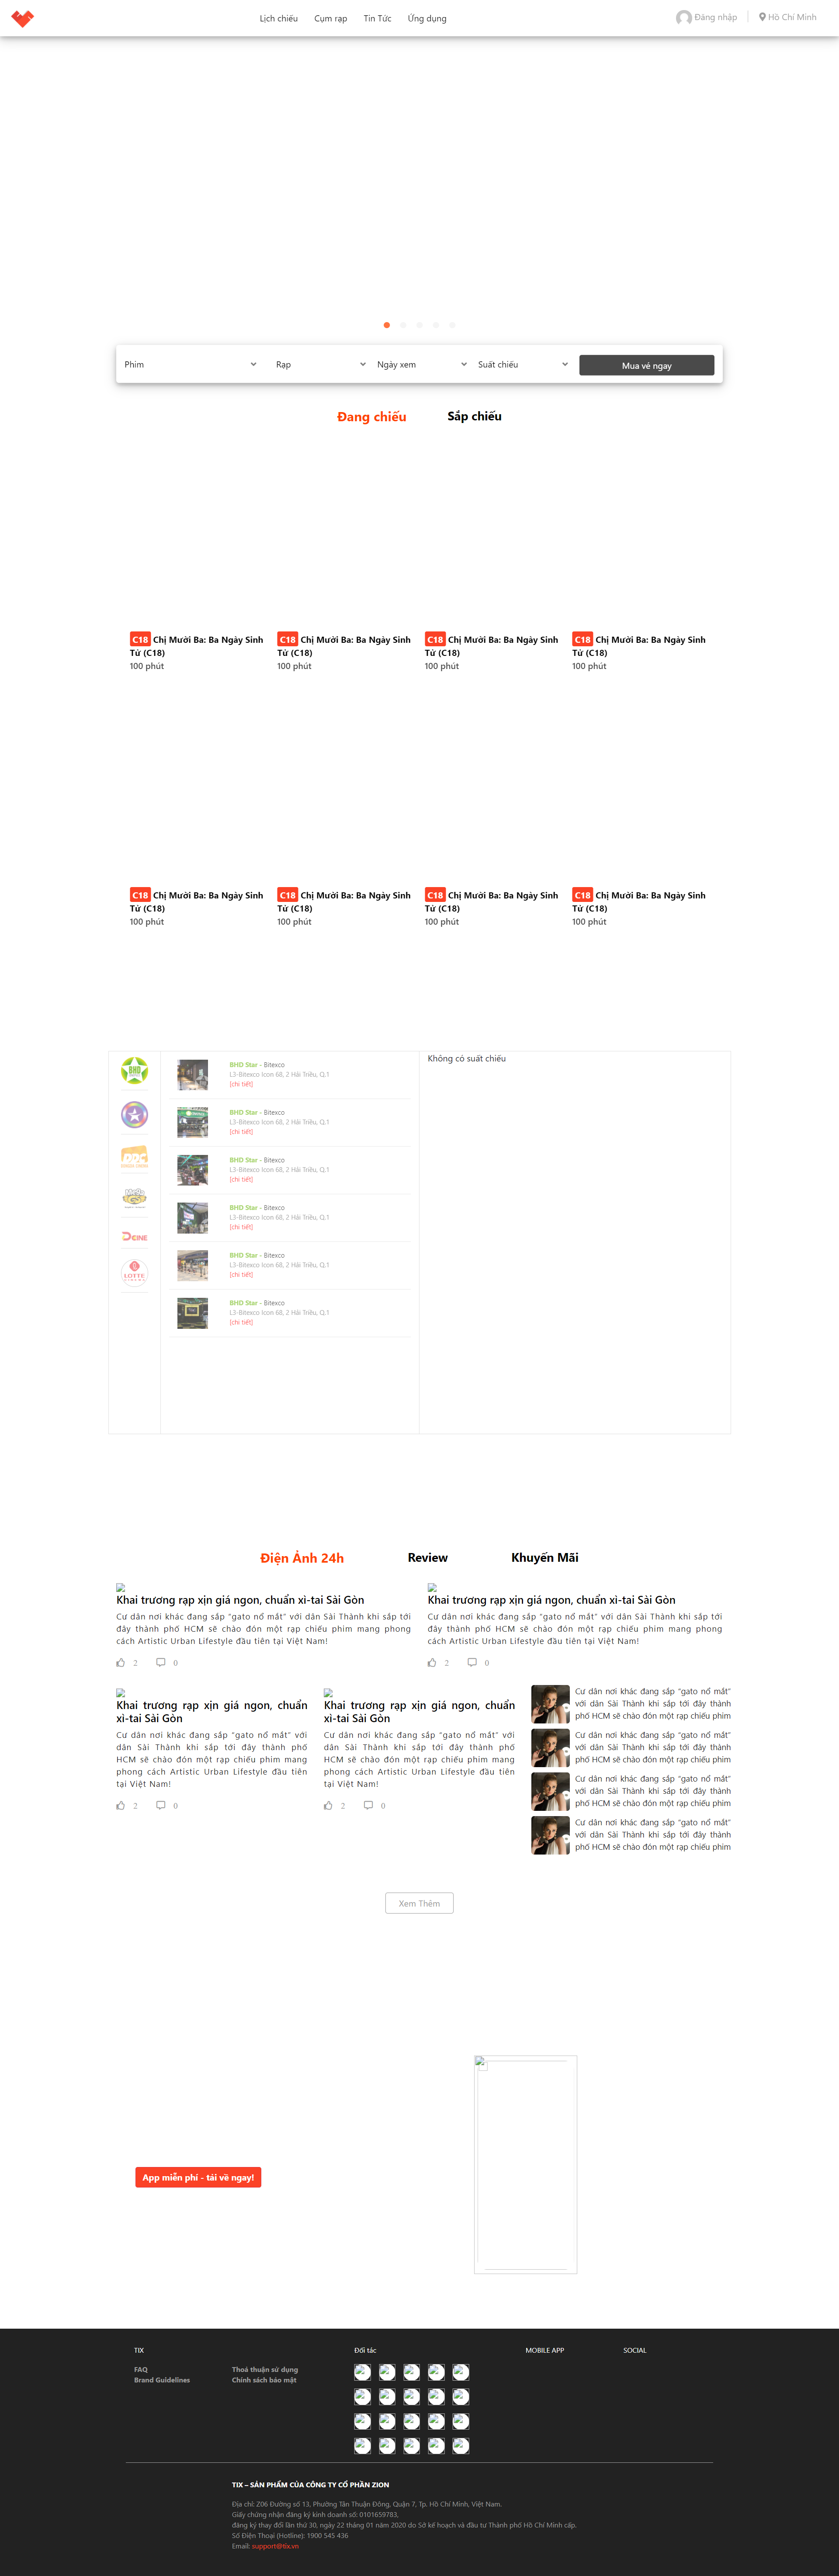 Lịch chiếu Cụm rạp Tin Tức Ứng dụng Đăng nhập Hồ Chí Minh
Phim Rạp Ngày xem Suất chiếu Mua vé ngay
Đang chiếu Sắp chiếu
C18 Chị Mười Ba: Ba Ngày Sinh
Tử (C18)
100 phút
C18 Chị Mười Ba: Ba Ngày Sinh
Tử (C18)
100 phút
C18 Chị Mười Ba: Ba Ngày Sinh
Tử (C18)
100 phút
C18 Chị Mười Ba: Ba Ngày Sinh
Tử (C18)
100 phút
C18 Chị Mười Ba: Ba Ngày Sinh
Tử (C18)
100 phút
C18 Chị Mười Ba: Ba Ngày Sinh
Tử (C18)
100 phút
C18 Chị Mười Ba: Ba Ngày Sinh
Tử (C18)
100 phút
C18 Chị Mười Ba: Ba Ngày Sinh
Tử (C18)
100 phút
BHD
DCINE
LOTTE
CINEMA
BHD Star - Bitexco
L3-Bitexco Icon 68, 2 Hải Triều, Q.1
[chi tiết]
BHD Star - Bitexco
L3-Bitexco Icon 68, 2 Hải Triều, Q.1
[chi tiết]
BHD Star - Bitexco
L3-Bitexco Icon 68, 2 Hải Triều, Q.1
[chi tiết]
BHD Star - Bitexco
L3-Bitexco Icon 68, 2 Hải Triều, Q.1
[chi tiết]
BHD Star - Bitexco
L3-Bitexco Icon 68, 2 Hải Triều, Q.1
[chi tiết]
BHD Star - Bitexco
L3-Bitexco Icon 68, 2 Hải Triều, Q.1
[chi tiết]
Không có suất chiếu
Điện Ảnh 24h Review Khuyến Mãi
Khai trương rạp xịn giá ngon, chuẩn xì-tai Sài Gòn
Cư dân nơi khác đang sắp “gato nổ mắt” với dân Sài Thành khi sắp tới
đây thành phố HCM sẽ chào đón một rạp chiếu phim mang phong
cách Artistic Urban Lifestyle đầu tiên tại Việt Nam!
2 0
Khai trương rạp xịn giá ngon, chuẩn xì-tai Sài Gòn
Cư dân nơi khác đang sắp “gato nổ mắt” với dân Sài Thành khi sắp tới
đây thành phố HCM sẽ chào đón một rạp chiếu phim mang phong
cách Artistic Urban Lifestyle đầu tiên tại Việt Nam!
2 0
Khai trương rạp xịn giá ngon, chuẩn
xì-tai Sài Gòn
Cư dân nơi khác đang sắp “gato nổ mắt” với
dân Sài Thành khi sắp tới đây thành phố
HCM sẽ chào đón một rạp chiếu phim mang
phong cách Artistic Urban Lifestyle đầu tiên
tại Việt Nam!
2 0
Khai trương rạp xịn giá ngon, chuẩn
xì-tai Sài Gòn
Cư dân nơi khác đang sắp “gato nổ mắt” với
dân Sài Thành khi sắp tới đây thành phố
HCM sẽ chào đón một rạp chiếu phim mang
phong cách Artistic Urban Lifestyle đầu tiên
tại Việt Nam!
2 0
Cư dân nơi khác đang sắp “gato nổ mắt”
với dân Sài Thành khi sắp tới đây thành
phố HCM sẽ chào đón một rạp chiếu phim
Cư dân nơi khác đang sắp “gato nổ mắt”
với dân Sài Thành khi sắp tới đây thành
phố HCM sẽ chào đón một rạp chiếu phim
Cư dân nơi khác đang sắp “gato nổ mắt”
với dân Sài Thành khi sắp tới đây thành
phố HCM sẽ chào đón một rạp chiếu phim
Cư dân nơi khác đang sắp “gato nổ mắt”
với dân Sài Thành khi sắp tới đây thành
phố HCM sẽ chào đón một rạp chiếu phim
Xem Thêm
App miễn phí - tải về ngay!
TIX
FAQ
Brand Guidelines
Thoả thuận sử dụng
Chính sách bảo mật
Đối tác
MOBILE APP
SOCIAL
TIX – SẢN PHẨM CỦA CÔNG TY CỔ PHẦN ZION
Địa chỉ: Z06 Đường số 13, Phường Tân Thuận Đông, Quận 7, Tp. Hồ Chí Minh, Việt Nam.
Giấy chứng nhận đăng ký kinh doanh số: 0101659783,
đăng ký thay đổi lần thứ 30, ngày 22 tháng 01 năm 2020 do Sở kế hoạch và đầu tư Thành phố Hồ Chí Minh cấp.
Số Điện Thoại (Hotline): 1900 545 436
Email: support@tix.vn